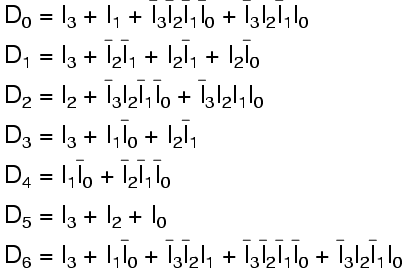 D₀ = I₃ + I₁ + Ī₃Ī₂Ī₁Ī₀ + Ī₃I₂Ī₁I₀
D₁ = I₃ + Ī₂Ī₁ + I₂Ī₁ + I₂Ī₀
D₂ = I₂ + Ī₃I₂Ī₁Ī₀ + Ī₃I₂I₁I₀
D₃ = I₃ + I₁Ī₀ + I₂Ī₁
D₄ = I₁Ī₀ + Ī₂Ī₁Ī₀
D₅ = I₃ + I₂ + I₀
D₆ = I₃ + I₁Ī₀ + Ī₃Ī₂I₁ + Ī₃Ī₂Ī₁Ī₀ + Ī₃I₂Ī₁I₀